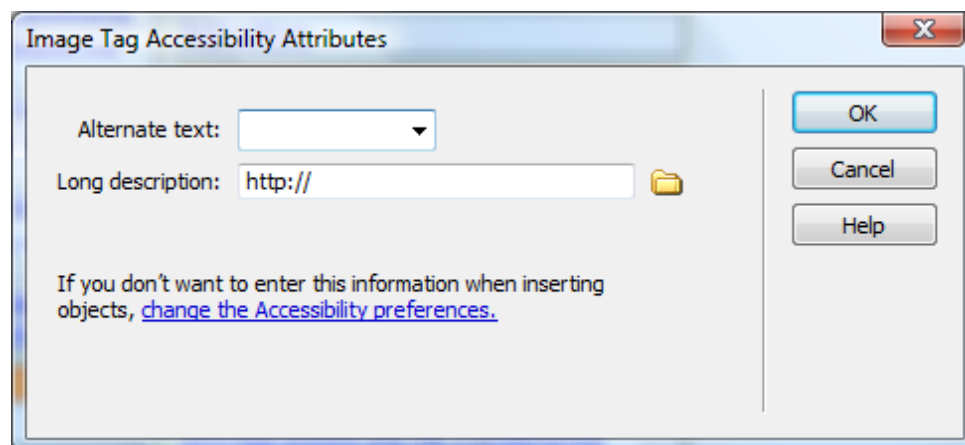 Image Tag Accessibility Attributes
Alternate text:
Long description: http://
If you don't want to enter this information when inserting
objects, change the Accessibility preferences.
OK
Cancel
Help